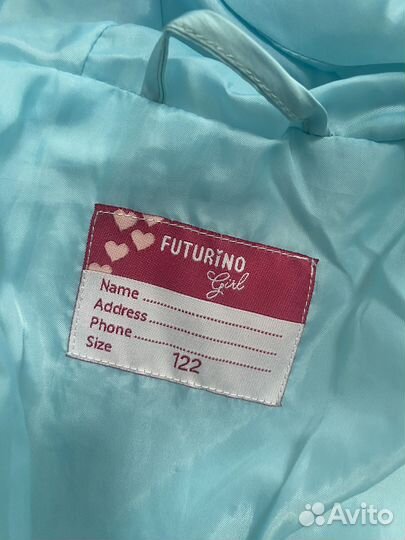 FUTURiNO
Girl
Name ..........................
Address ..........................
Phone ..........................
Size 122
Avito